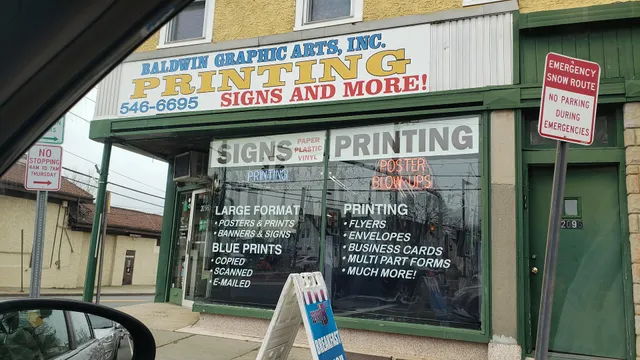 BALDWIN GRAPHIC ARTS, INC.
PRINTING
546-6695 SIGNS AND MORE!
SIGNS
PAPER
PLASTIC
VINYL
PRINTING
PRINTING
POSTER
BLOW UPS!
LARGE FORMAT
• POSTERS & PRINTS
• BANNERS & SIGNS
BLUE PRINTS
• COPIED
• SCANNED
• E-MAILED
PRINTING
• FLYERS
• ENVELOPES
• BUSINESS CARDS
• MULTI PART FORMS
• MUCH MORE!
EMERGENCY
SNOW ROUTE
NO PARKING
DURING
EMERGENCIES
NO
STOPPING
THURSDAY
209
BREAKFAST